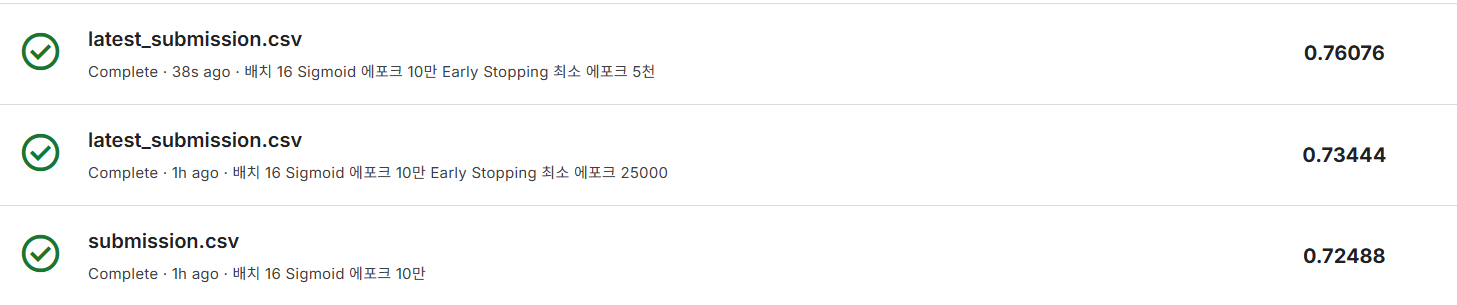 latest_submission.csv
0.76076
Complete · 38s ago · 배치 16 Sigmoid 에포크 10만 Early Stopping 최소 에포크 5천
latest_submission.csv
0.73444
Complete · 1h ago · 배치 16 Sigmoid 에포크 10만 Early Stopping 최소 에포크 25000
submission.csv
0.72488
Complete · 1h ago · 배치 16 Sigmoid 에포크 10만